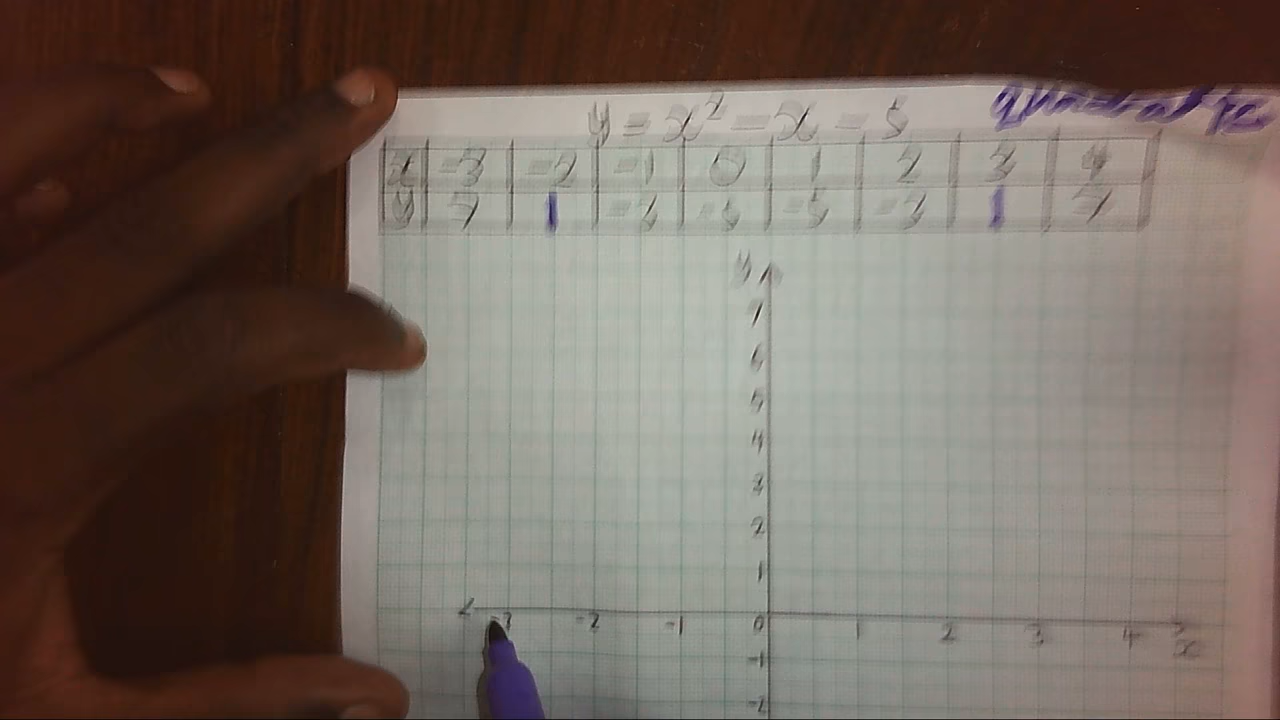 y = x² - x - 5
Quadratic
x -3 -2 -1 0 1 2 3 4
y 7 1 -3 -5 -5 -3 1 7
y
7
6
5
4
3
2
1
-3 -2 -1 0 1 2 3 4 x
-1
-2